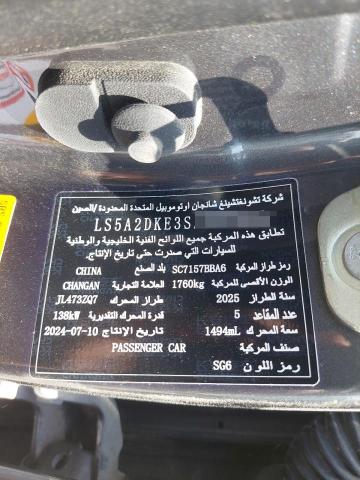 شركة تشونغتشينغ شانجان اوتوموبيل المتحدة المحدودة/الصين
LS5A2DKE3S
تطابق هذه المركبة جميع اللوائح الفنية الخليجية والوطنية
للسيارات التي صدرت حتى تاريخ الإنتاج.
رمز طراز المركبة SC7157BBA6 بلد الصنع CHINA
الوزن الأقصى للمركبة 1760kg العلامة التجارية CHANGAN
سنة الطراز 2025 طراز المحرك JL473ZQ7
عدد المقاعد 5 قدرة المحرك التقديرية 138kW
سعة المحرك 1494mL تاريخ الإنتاج 2024-07-10
صنف المركبة PASSENGER CAR
رمز اللون SG6